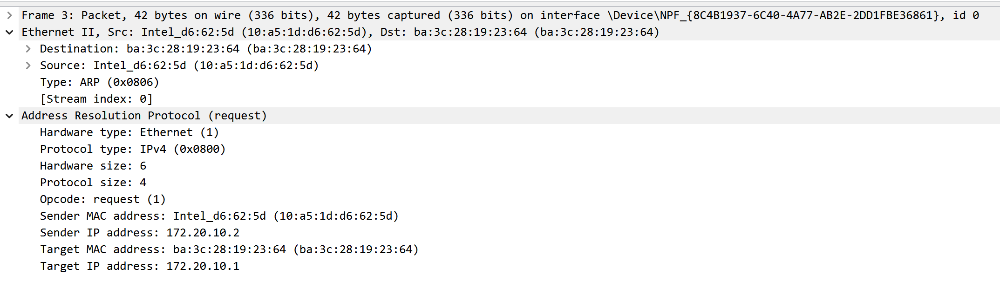 Frame 3: Packet, 42 bytes on wire (336 bits), 42 bytes captured (336 bits) on interface \Device\NPF_{8C4B1937-6C40-4A77-AB2E-2DD1FBE36861}, id 0
Ethernet II, Src: Intel_d6:62:5d (10:a5:1d:d6:62:5d), Dst: ba:3c:28:19:23:64 (ba:3c:28:19:23:64)
Destination: ba:3c:28:19:23:64 (ba:3c:28:19:23:64)
Source: Intel_d6:62:5d (10:a5:1d:d6:62:5d)
Type: ARP (0x0806)
[Stream index: 0]
Address Resolution Protocol (request)
Hardware type: Ethernet (1)
Protocol type: IPv4 (0x0800)
Hardware size: 6
Protocol size: 4
Opcode: request (1)
Sender MAC address: Intel_d6:62:5d (10:a5:1d:d6:62:5d)
Sender IP address: 172.20.10.2
Target MAC address: ba:3c:28:19:23:64 (ba:3c:28:19:23:64)
Target IP address: 172.20.10.1